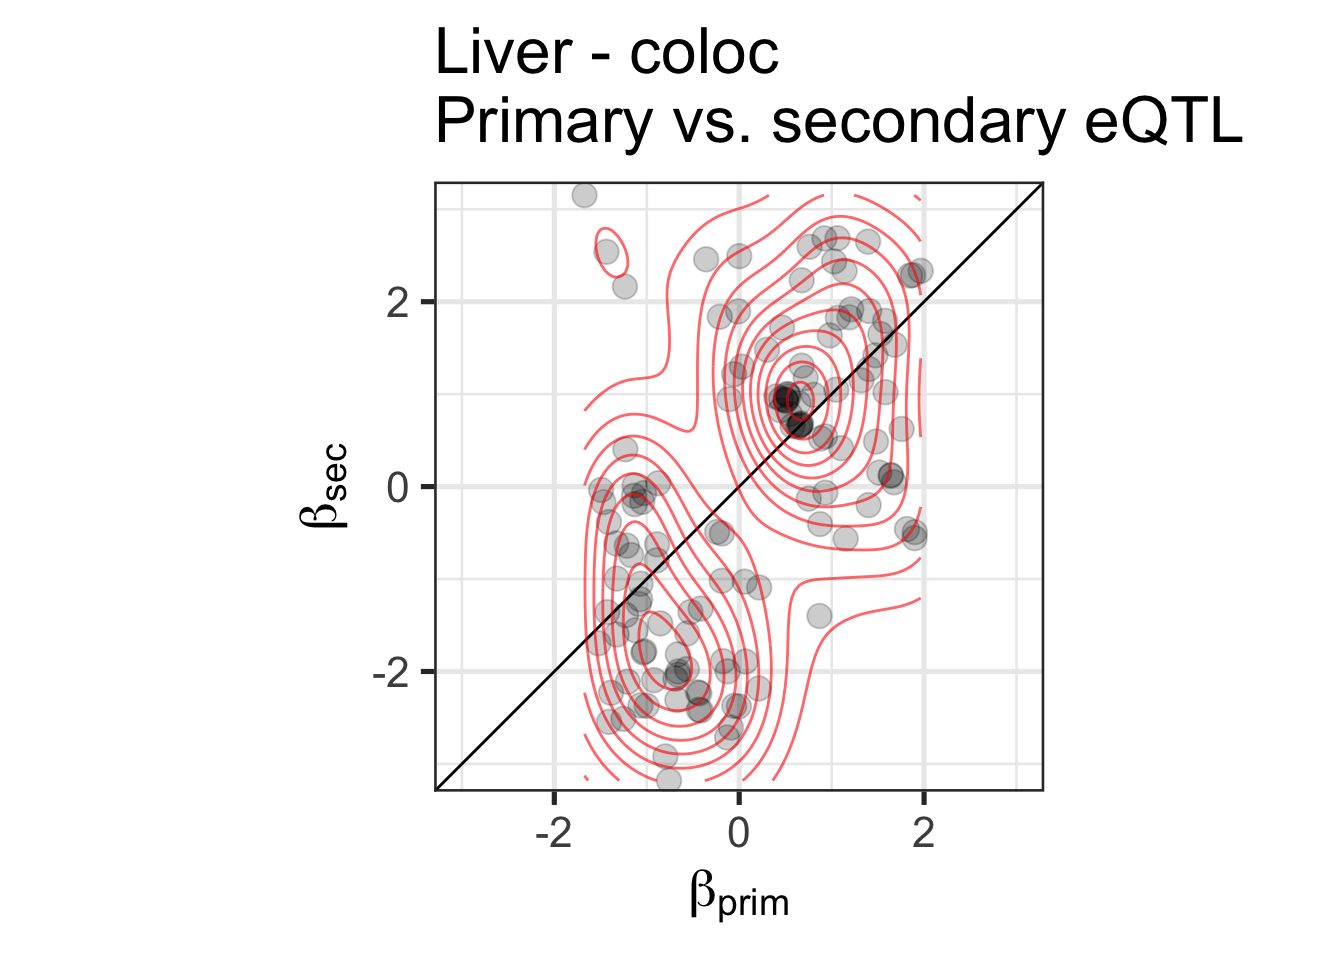 Liver - coloc
Primary vs. secondary eQTL
2
0
-2
βsec
-2 0 2
βprim